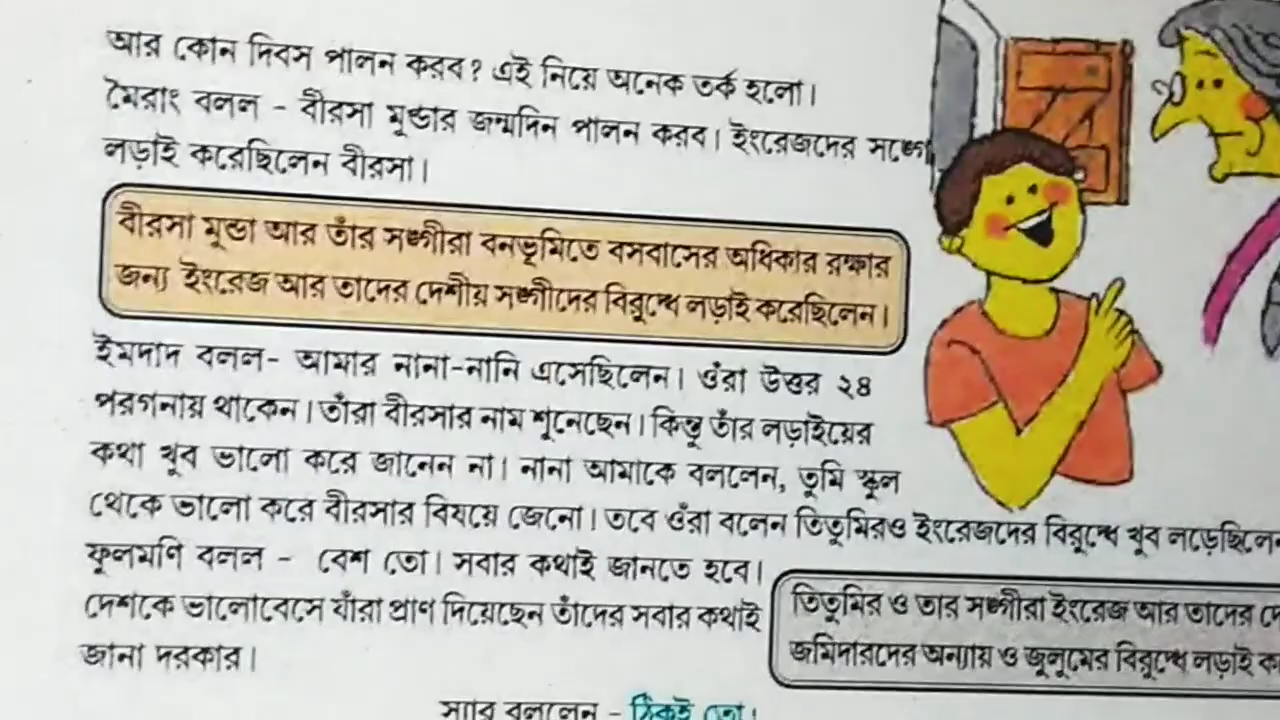 আর কোন দিবস পালন করব? এই নিয়ে অনেক তর্ক হলো।
মৈরাং বলল - বীরসা মুন্ডার জন্মদিন পালন করব। ইংরেজদের সঙ্গে
লড়াই করেছিলেন বীরসা।
বীরসা মুন্ডা আর তাঁর সঙ্গীরা বনভূমিতে বসবাসের অধিকার রক্ষার
জন্য ইংরেজ আর তাদের দেশীয় সঙ্গীদের বিরুদ্ধে লড়াই করেছিলেন।
ইমদাদ বলল- আমার নানা-নানি এসেছিলেন। ওঁরা উত্তর ২৪
পরগনায় থাকেন। তাঁরা বীরসার নাম শুনেছেন। কিন্তু তাঁর লড়াইয়ের
কথা খুব ভালো করে জানেন না। নানা আমাকে বললেন, তুমি স্কুল
থেকে ভালো করে বীরসার বিষয়ে জেনো। তবে ওঁরা বলেন তিতুমিরও ইংরেজদের বিরুদ্ধে খুব লড়েছিলেন
ফুলমণি বলল - বেশ তো। সবার কথাই জানতে হবে।
দেশকে ভালোবেসে যাঁরা প্রাণ দিয়েছেন তাঁদের সবার কথাই
জানা দরকার।
তিতুমির ও তার সঙ্গীরা ইংরেজ আর তাদের
জমিদারদের অন্যায় ও জুলুমের বিরুদ্ধে লড়াই
স্যার বললেন - ঠিকই তো।